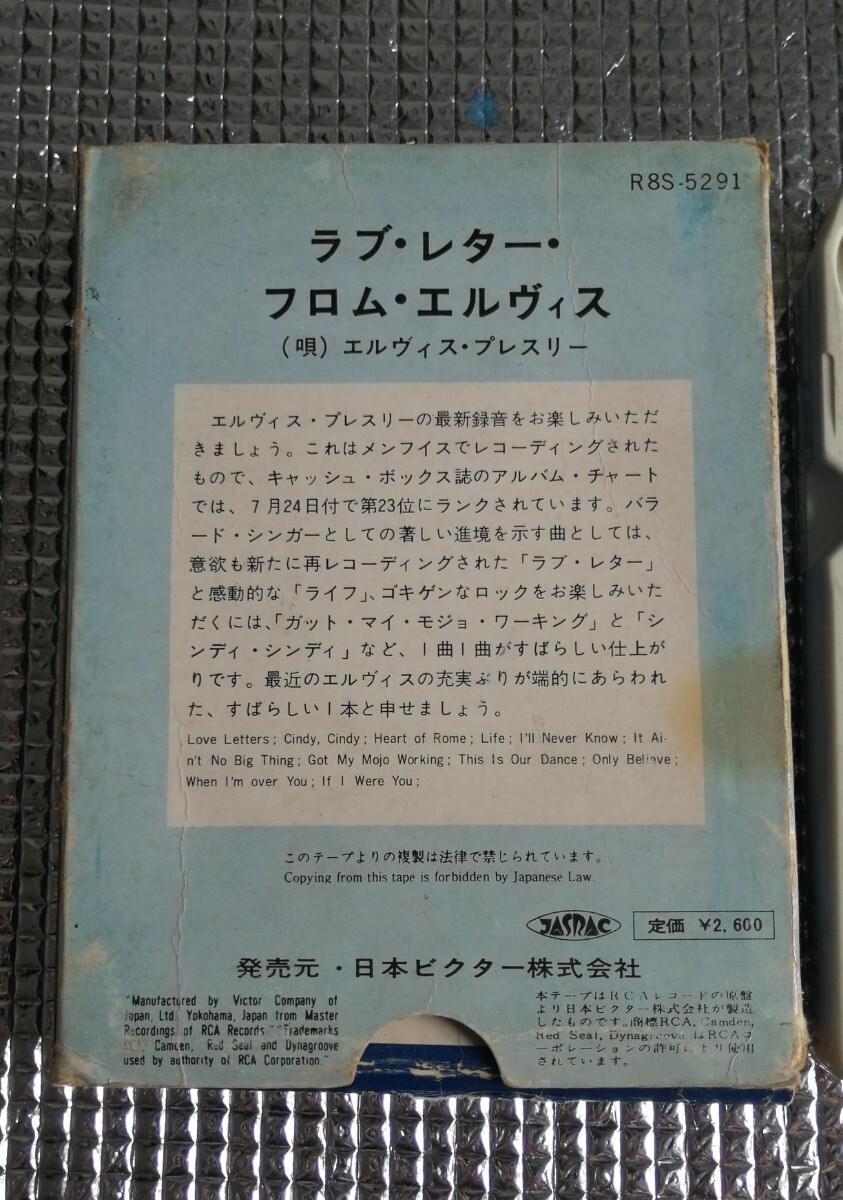 R8S-5291
ラブ・レター・
フロム・エルヴィス
(唄) エルヴィス・プレスリー
エルヴィス・プレスリーの最新録音をお楽しみいただ
きましょう。これはメンフイスでレコーディングされた
もので、キャッシュ・ボックス誌のアルバム・チャート
では、7月24日付で第23位にランクされています。バラ
ード・シンガーとしての著しい進境を示す曲としては、
意欲も新たに再レコーディングされた「ラブ・レター」
と感動的な「ライフ」、ゴキゲンなロックをお楽しみいた
だくには、「ガット・マイ・モジョ・ワーキング」と「シ
ンディ・シンディ」など、1曲1曲がすばらしい仕上が
りです。最近のエルヴィスの充実ぶりが端的にあらわれ
た、すばらしい1本と申せましょう。
Love Letters; Cindy, Cindy; Heart of Rome; Life; I'll Never Know; It Ai-
n't No Big Thing; Got My Mojo Working; This Is Our Dance; Only Believe;
When I'm over You; If I Were You;
このテープよりの複製は法律で禁じられています。
Copying from this tape is forbidden by Japanese Law.
JASRAC
定価 ¥2,600
発売元・日本ビクター株式会社
"Manufactured by Victor Company of
Japan, Ltd. Yokohama, Japan from Master
Recordings of RCA Records" "Trademarks
RCA, Camden, Red Seal and Dynagroove
used by authority of RCA Corporation."
本テープはRCAレコードの原盤
より日本ビクター株式会社が製造
したものです。商標RCA, Camden,
Red Seal, DynagrooveはRCAコ
ーポレーションの許可により使用
されています。